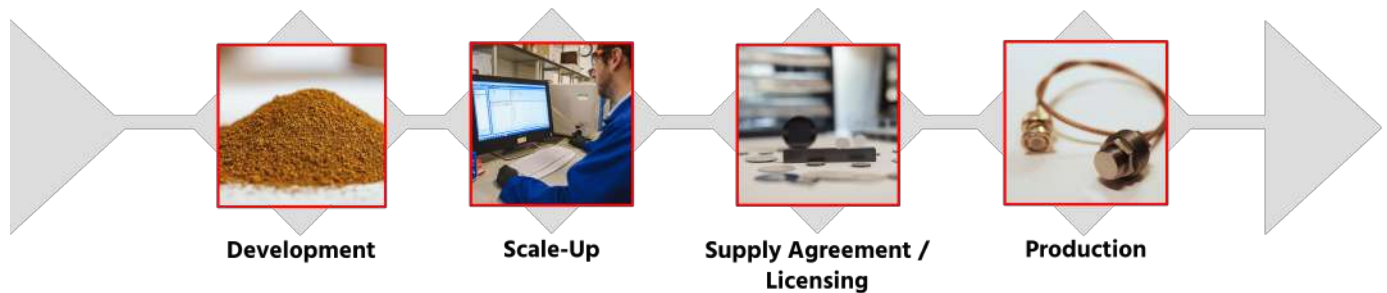 Development
Scale-Up
Supply Agreement /
Licensing
Production